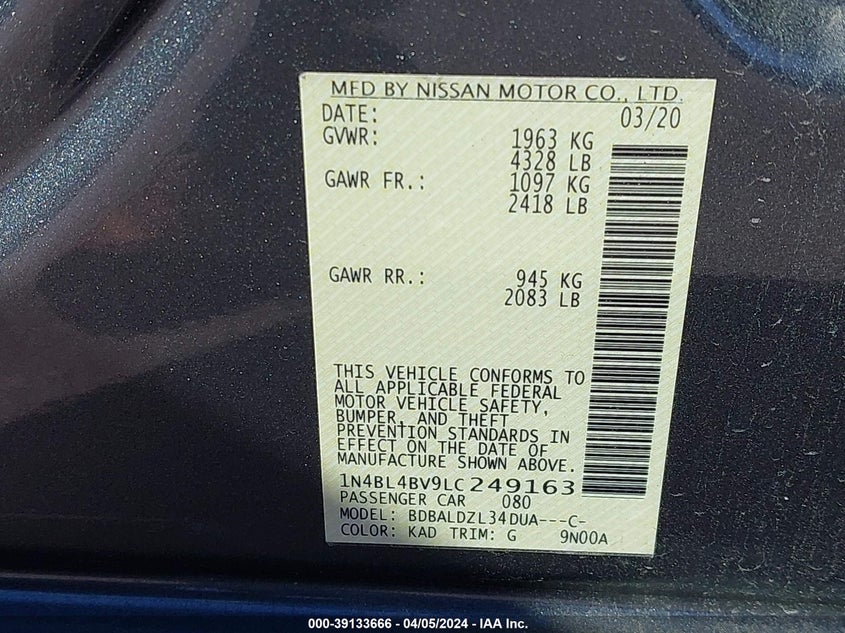 MFD BY NISSAN MOTOR CO., LTD.
DATE: 03/20
GVWR: 1963 KG
4328 LB
GAWR FR.: 1097 KG
2418 LB
GAWR RR.: 945 KG
2083 LB
THIS VEHICLE CONFORMS TO
ALL APPLICABLE FEDERAL
MOTOR VEHICLE SAFETY,
BUMPER, AND THEFT
PREVENTION STANDARDS IN
EFFECT ON THE DATE OF
MANUFACTURE SHOWN ABOVE.
1N4BL4BV9LC249163
PASSENGER CAR 080
MODEL: BDBALDZL34DUA---C-
COLOR: KAD TRIM: G 9N00A
000-39133666 - 04/05/2024 - IAA Inc.